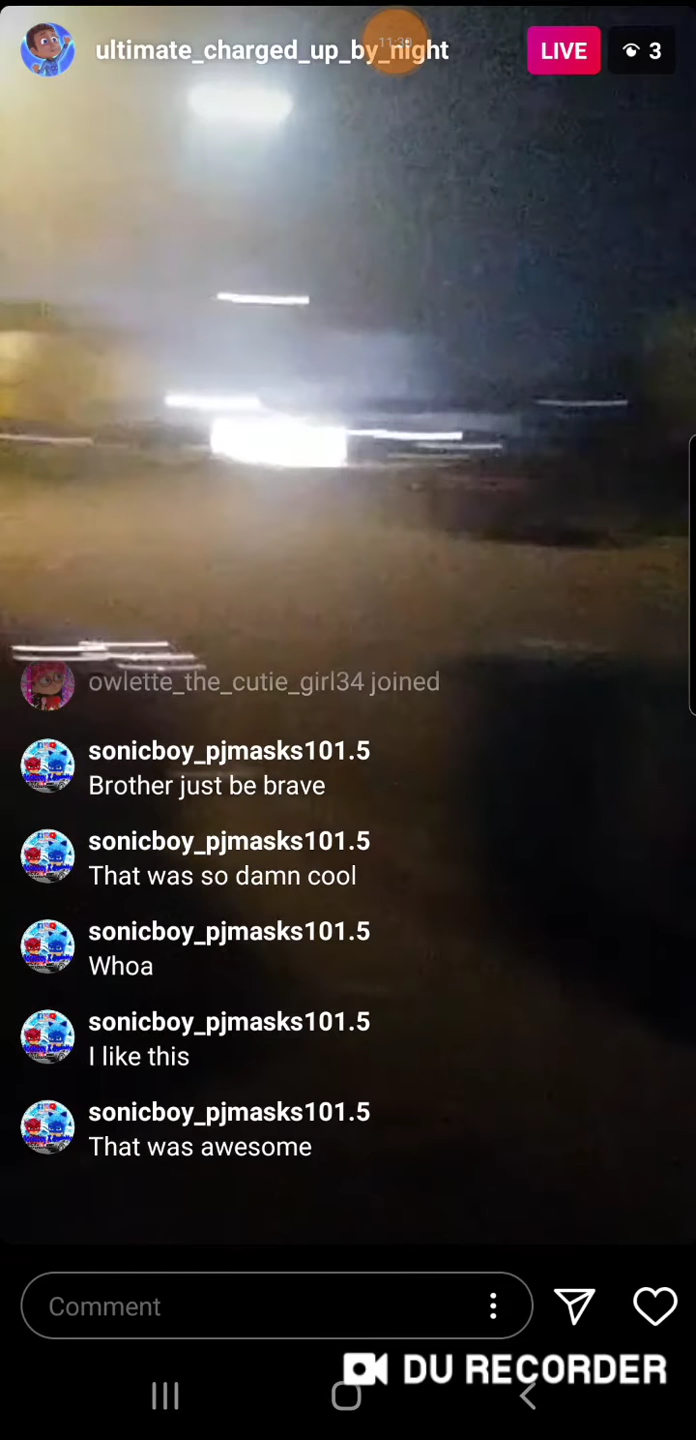 ultimate_charged_up_by_night
LIVE
3
owlette_the_cutie_girl34 joined
sonicboy_pjmasks101.5
Brother just be brave
sonicboy_pjmasks101.5
That was so damn cool
sonicboy_pjmasks101.5
Whoa
sonicboy_pjmasks101.5
I like this
sonicboy_pjmasks101.5
That was awesome
Comment
DU RECORDER